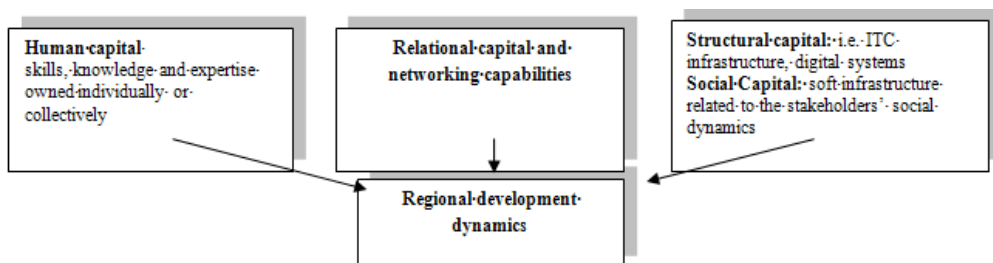 Human capital
skills, knowledge and expertise
owned individually or
collectively
Relational capital and
networking capabilities
Structural capital: i.e. ITC
infrastructure, digital systems
Social Capital: soft infrastructure
related to the stakeholders’ social
dynamics
Regional development
dynamics